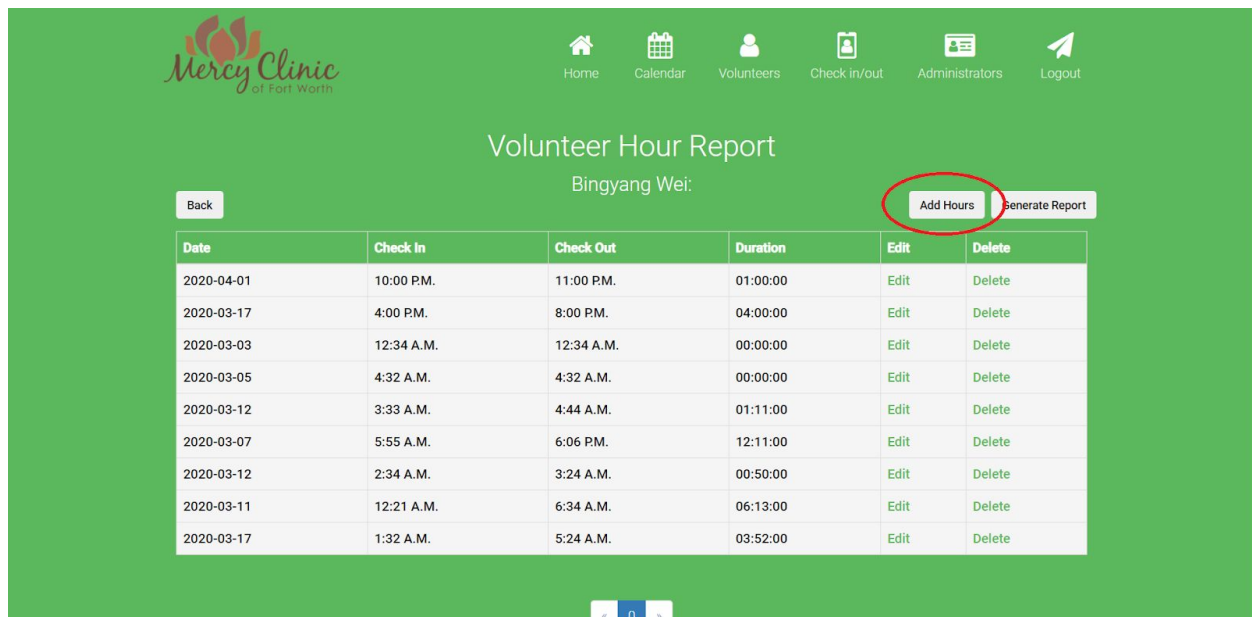 Mercy Clinic
of Fort Worth
Home Calendar Volunteers Check in/out Administrators Logout
Volunteer Hour Report
Bingyang Wei:
Back Add Hours Generate Report
Date Check In Check Out Duration Edit Delete
2020-04-01 10:00 P.M. 11:00 P.M. 01:00:00 Edit Delete
2020-03-17 4:00 P.M. 8:00 P.M. 04:00:00 Edit Delete
2020-03-03 12:34 A.M. 12:34 A.M. 00:00:00 Edit Delete
2020-03-05 4:32 A.M. 4:32 A.M. 00:00:00 Edit Delete
2020-03-12 3:33 A.M. 4:44 A.M. 01:11:00 Edit Delete
2020-03-07 5:55 A.M. 6:06 P.M. 12:11:00 Edit Delete
2020-03-12 2:34 A.M. 3:24 A.M. 00:50:00 Edit Delete
2020-03-11 12:21 A.M. 6:34 A.M. 06:13:00 Edit Delete
2020-03-17 1:32 A.M. 5:24 A.M. 03:52:00 Edit Delete
« 0 »